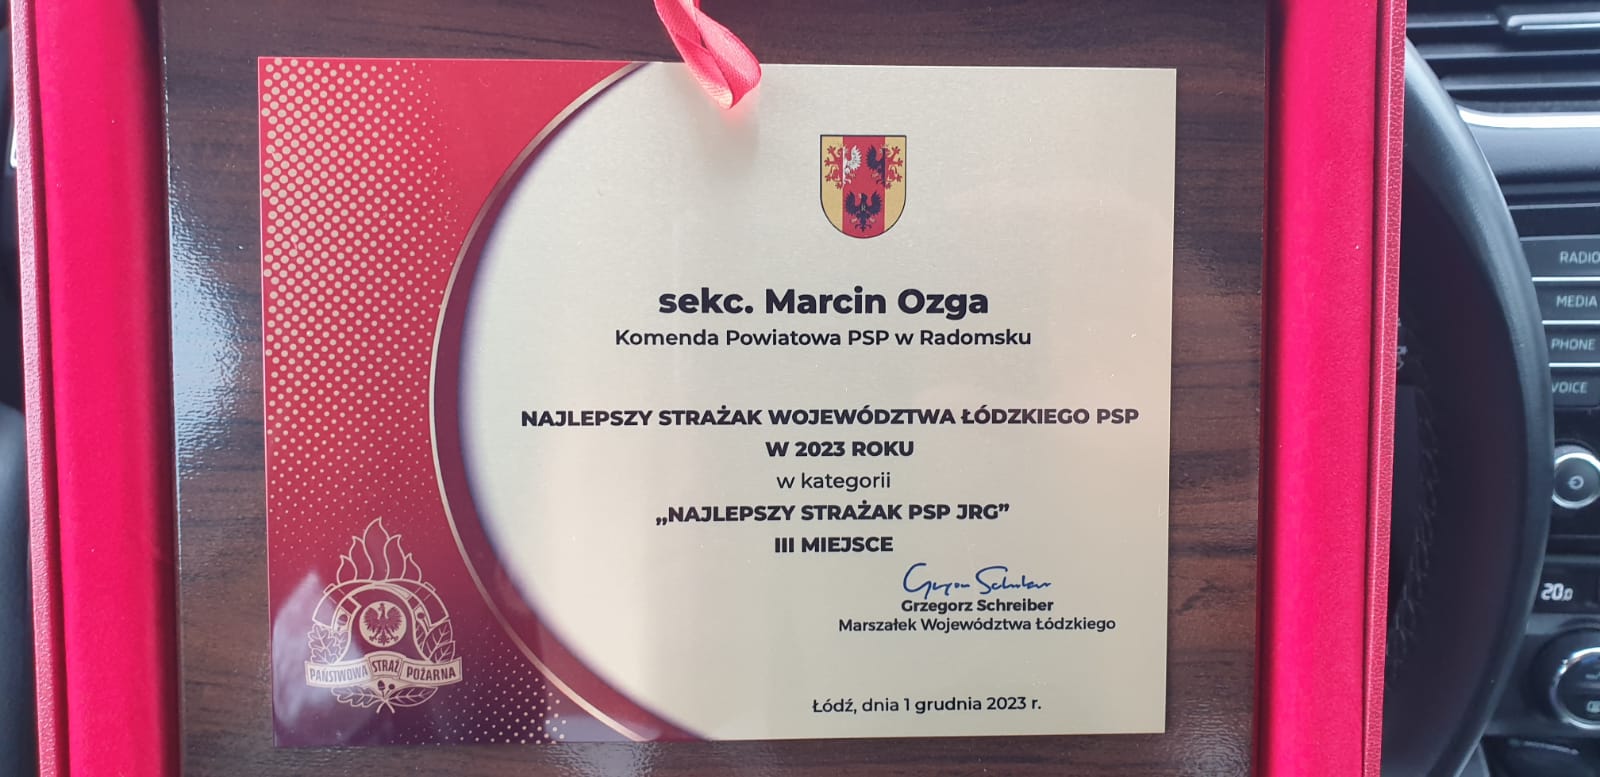 sekc. Marcin Ozga
Komenda Powiatowa PSP w Radomsku
NAJLEPSZY STRAŻAK WOJEWÓDZTWA ŁÓDZKIEGO PSP
W 2023 ROKU
w kategorii
„NAJLEPSZY STRAŻAK PSP JRG”
III MIEJSCE
Grzegorz Schreiber
Marszałek Województwa Łódzkiego
Łódź, dnia 1 grudnia 2023 r.
PAŃSTWOWA STRAŻ POŻARNA
RADIO
MEDIA
PHONE
VOICE
20.0